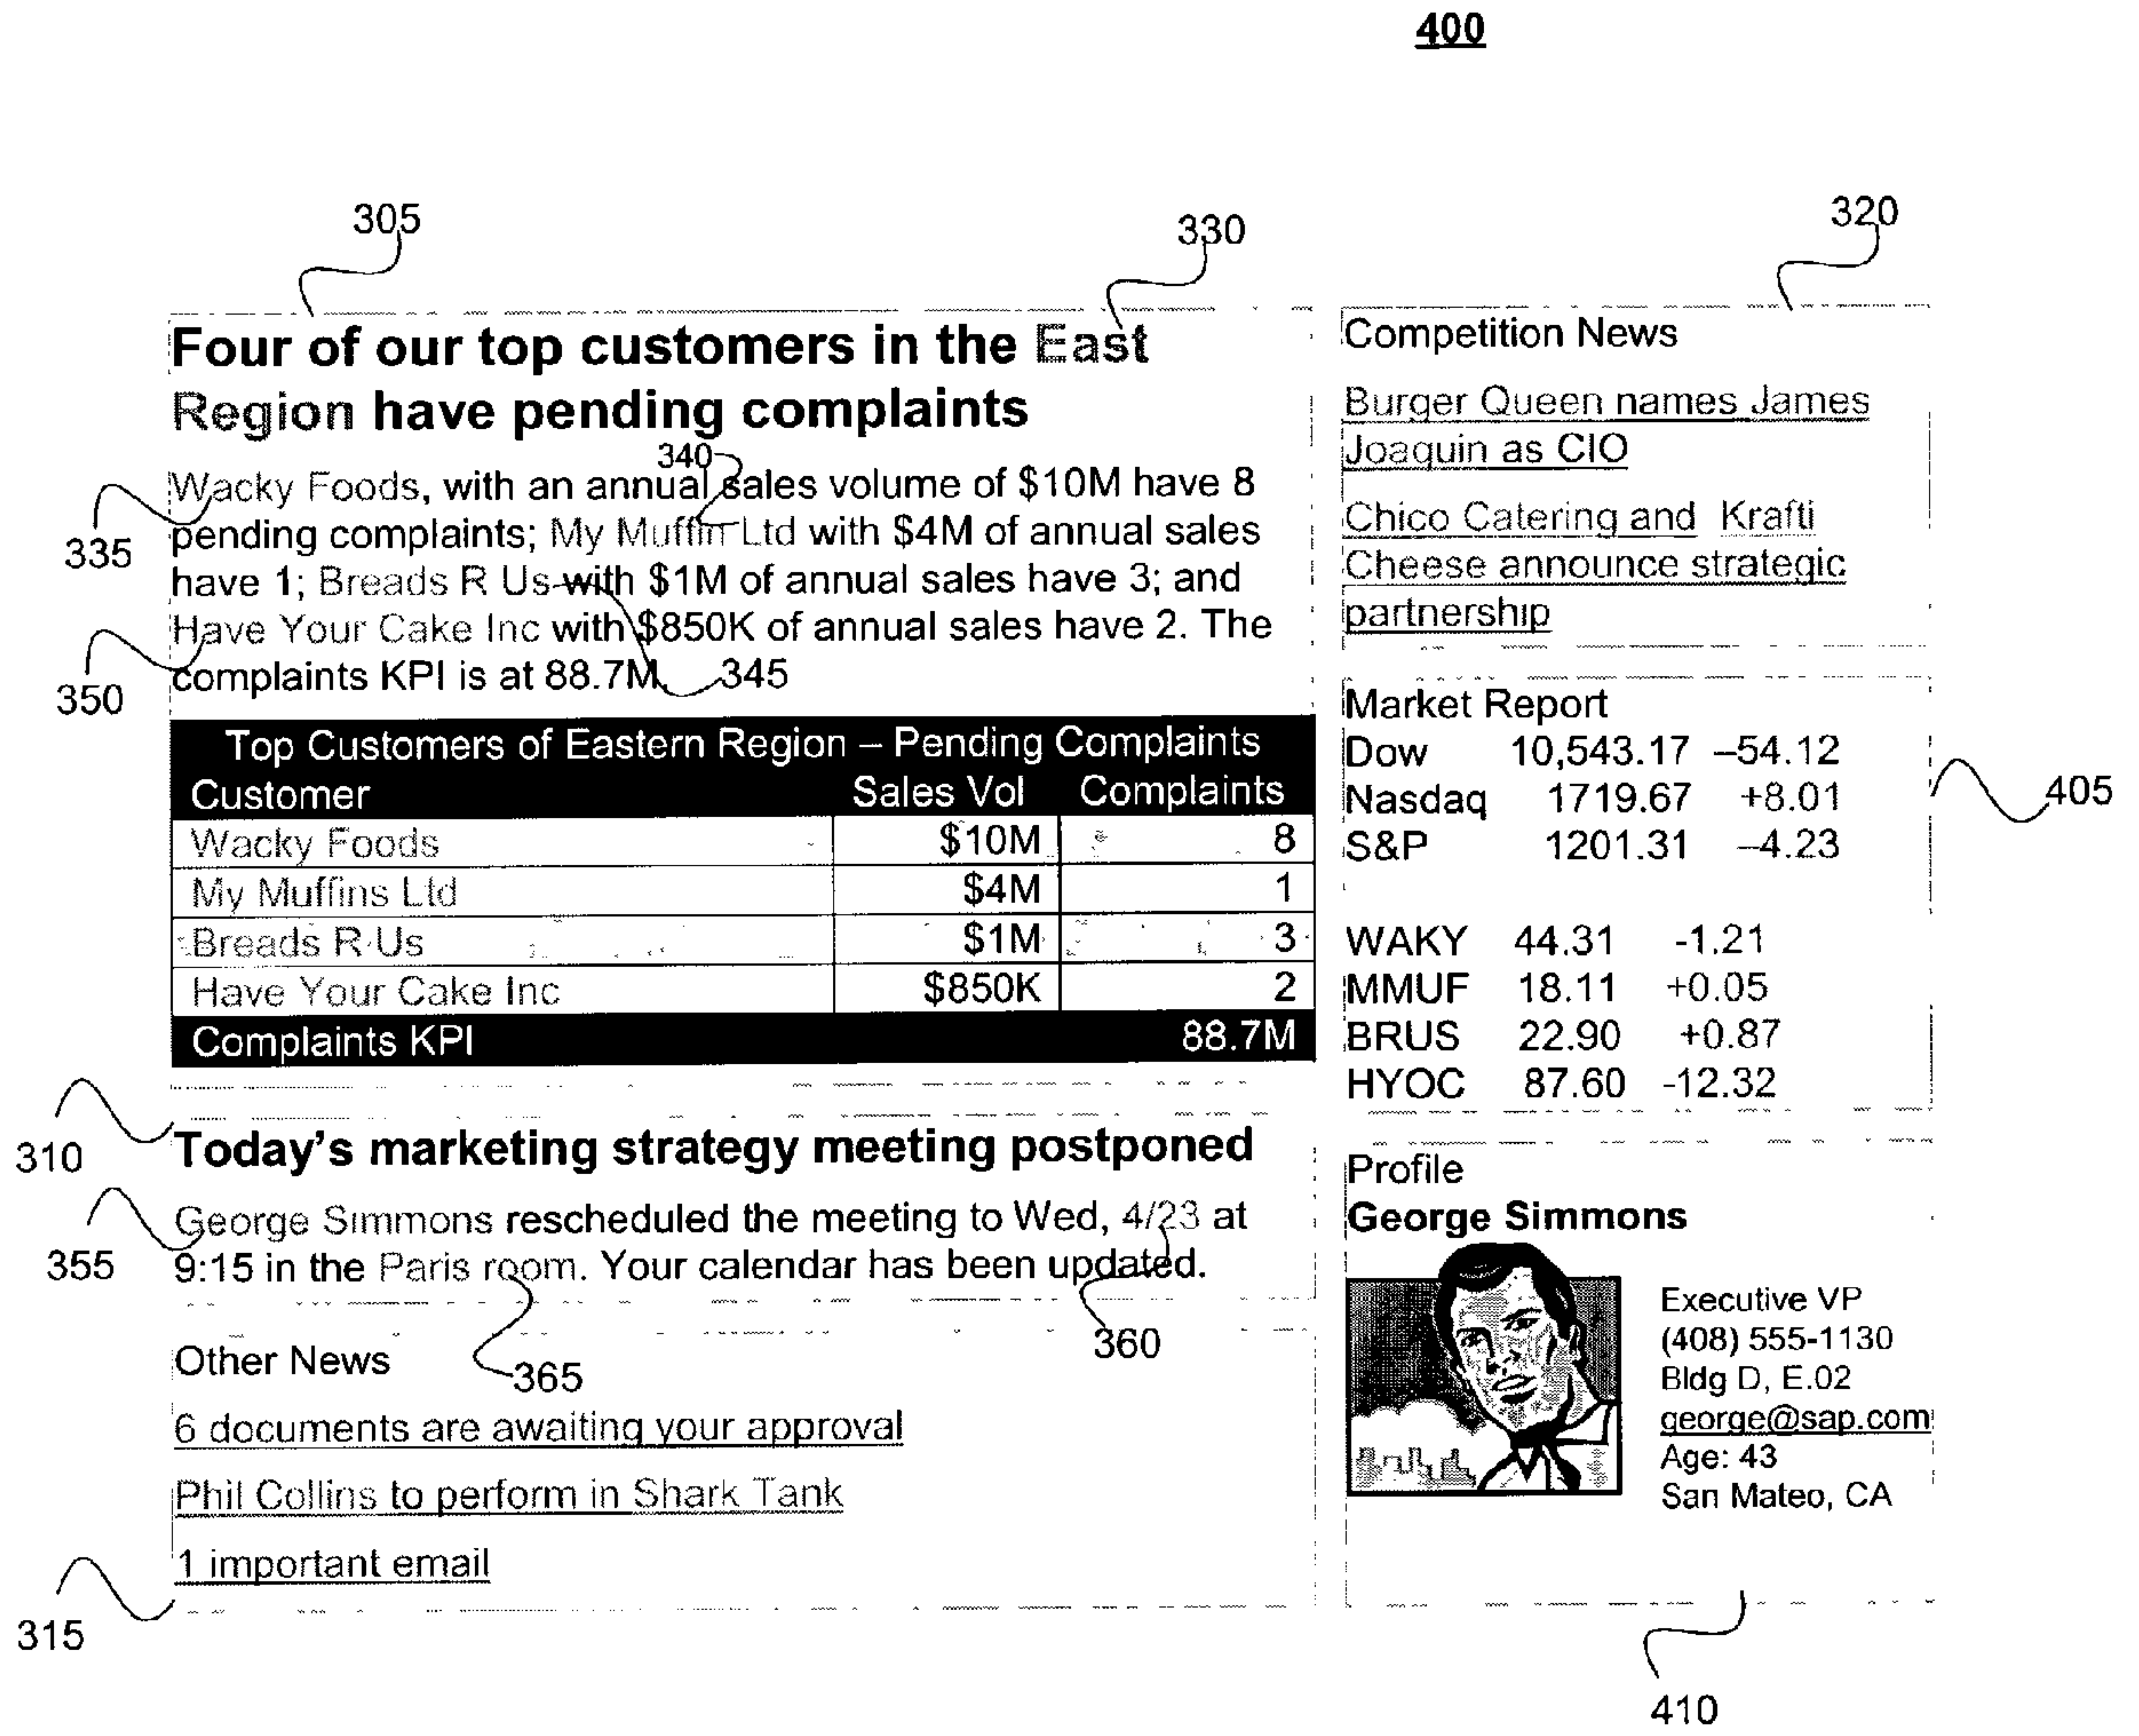 400
305
330
320
Four of our top customers in the East
Region have pending complaints
340
Wacky Foods, with an annual sales volume of $10M have 8
pending complaints; My Muffin Ltd with $4M of annual sales
335
have 1; Breads R Us with $1M of annual sales have 3; and
Have Your Cake Inc with $850K of annual sales have 2. The
complaints KPI is at 88.7M.
345
350
Top Customers of Eastern Region – Pending Complaints
Customer Sales Vol Complaints
Wacky Foods $10M 8
My Muffins Ltd $4M 1
Breads R Us $1M 3
Have Your Cake Inc $850K 2
Complaints KPI 88.7M
310
Today's marketing strategy meeting postponed
George Simmons rescheduled the meeting to Wed, 4/23 at
355
9:15 in the Paris room. Your calendar has been updated.
360
365
Other News
6 documents are awaiting your approval
Phil Collins to perform in Shark Tank
1 important email
315
Competition News
Burger Queen names James
Joaquin as CIO
Chico Catering and Krafti
Cheese announce strategic
partnership
Market Report
Dow 10,543.17 –54.12
Nasdaq 1719.67 +8.01
S&P 1201.31 –4.23
405
WAKY 44.31 -1.21
MMUF 18.11 +0.05
BRUS 22.90 +0.87
HYOC 87.60 -12.32
Profile
George Simmons
Executive VP
(408) 555-1130
Bldg D, E.02
george@sap.com
Age: 43
San Mateo, CA
410